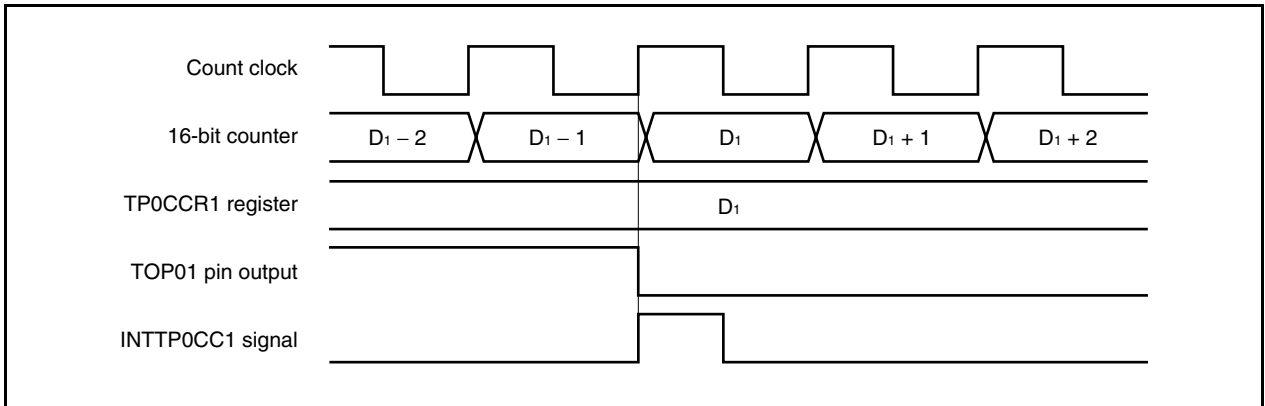 Count clock
16-bit counter D₁ – 2 D₁ – 1 D₁ D₁ + 1 D₁ + 2
TP0CCR1 register D₁
TOP01 pin output
INTTP0CC1 signal